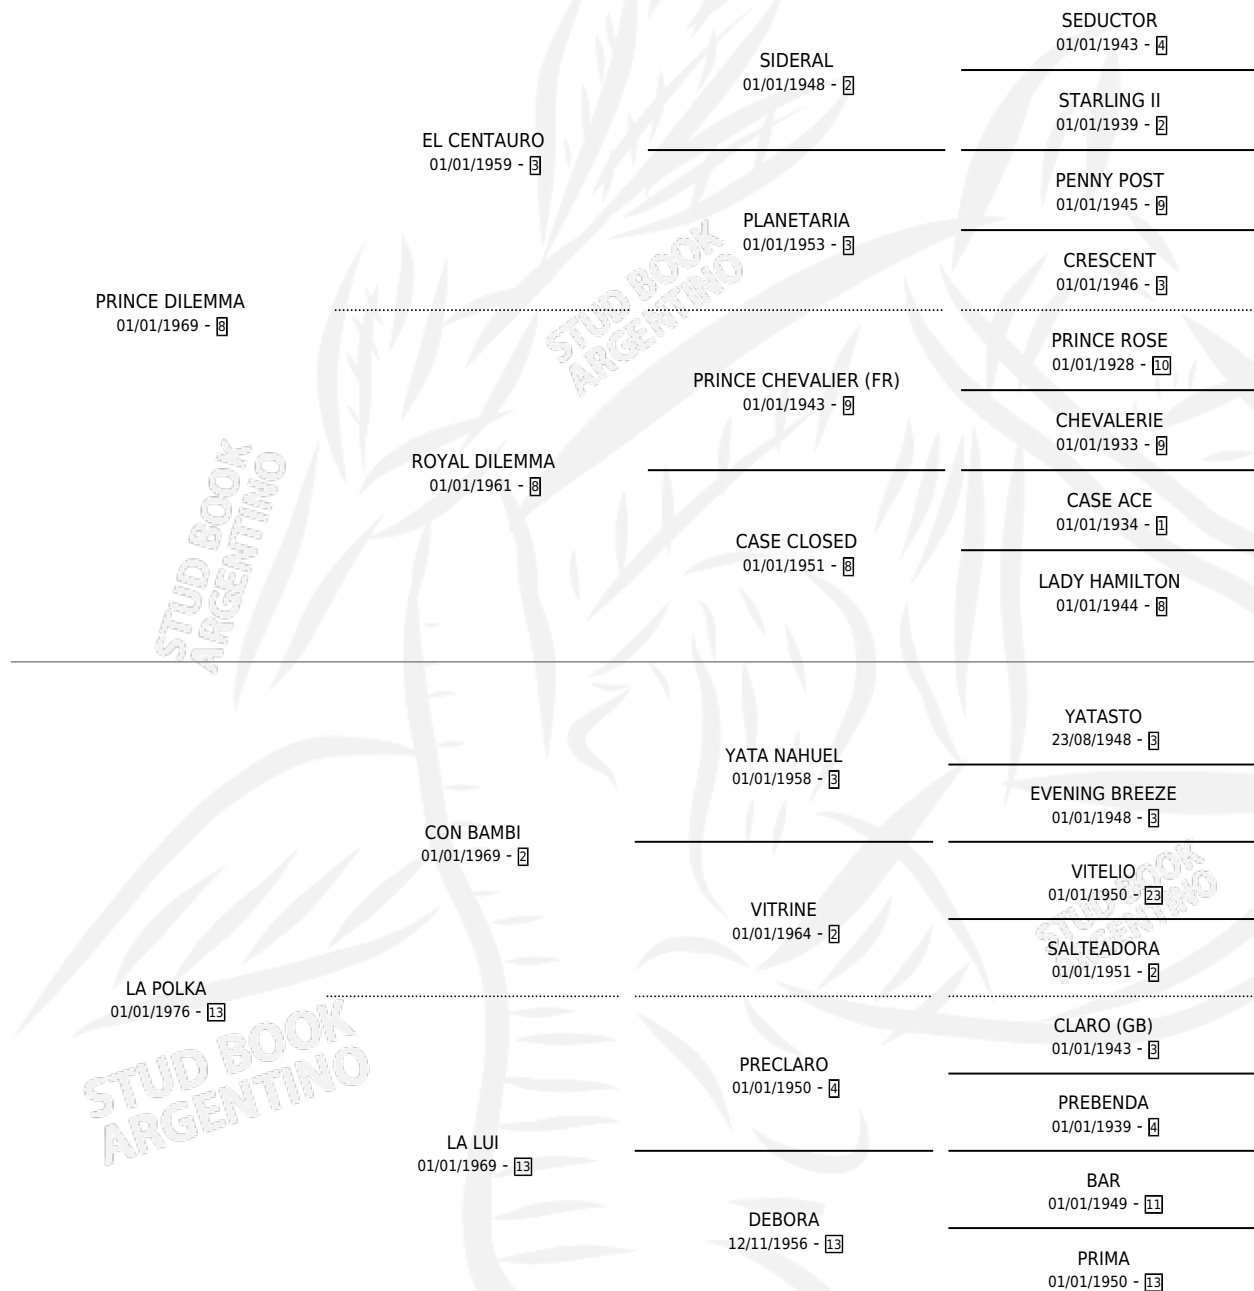 SEDUCTOR
01/01/1943 - 4
SIDERAL
01/01/1948 - 2
STARLING II
01/01/1939 - 2
EL CENTAURO
01/01/1959 - 3
PENNY POST
01/01/1945 - 9
PLANETARIA
01/01/1953 - 3
CRESCENT
01/01/1946 - 3
PRINCE DILEMMA
01/01/1969 - 8
PRINCE ROSE
01/01/1928 - 10
PRINCE CHEVALIER (FR)
01/01/1943 - 9
CHEVALERIE
01/01/1933 - 9
ROYAL DILEMMA
01/01/1961 - 8
CASE ACE
01/01/1934 - 1
CASE CLOSED
01/01/1951 - 8
LADY HAMILTON
01/01/1944 - 8
STUD BOOK
ARGENTINO
STUD BOOK
ARGENTINO
YATASTO
23/08/1948 - 3
YATA NAHUEL
01/01/1958 - 3
EVENING BREEZE
01/01/1948 - 3
CON BAMBI
01/01/1969 - 2
VITELIO
01/01/1950 - 23
VITRINE
01/01/1964 - 2
SALTEADORA
01/01/1951 - 2
STUD BOOK
ARGENTINO
LA POLKA
01/01/1976 - 13
CLARO (GB)
01/01/1943 - 3
PRECLARO
01/01/1950 - 4
PREBENDA
01/01/1939 - 4
STUD BOOK
ARGENTINO
LA LUI
01/01/1969 - 13
BAR
01/01/1949 - 11
DEBORA
12/11/1956 - 13
PRIMA
01/01/1950 - 13